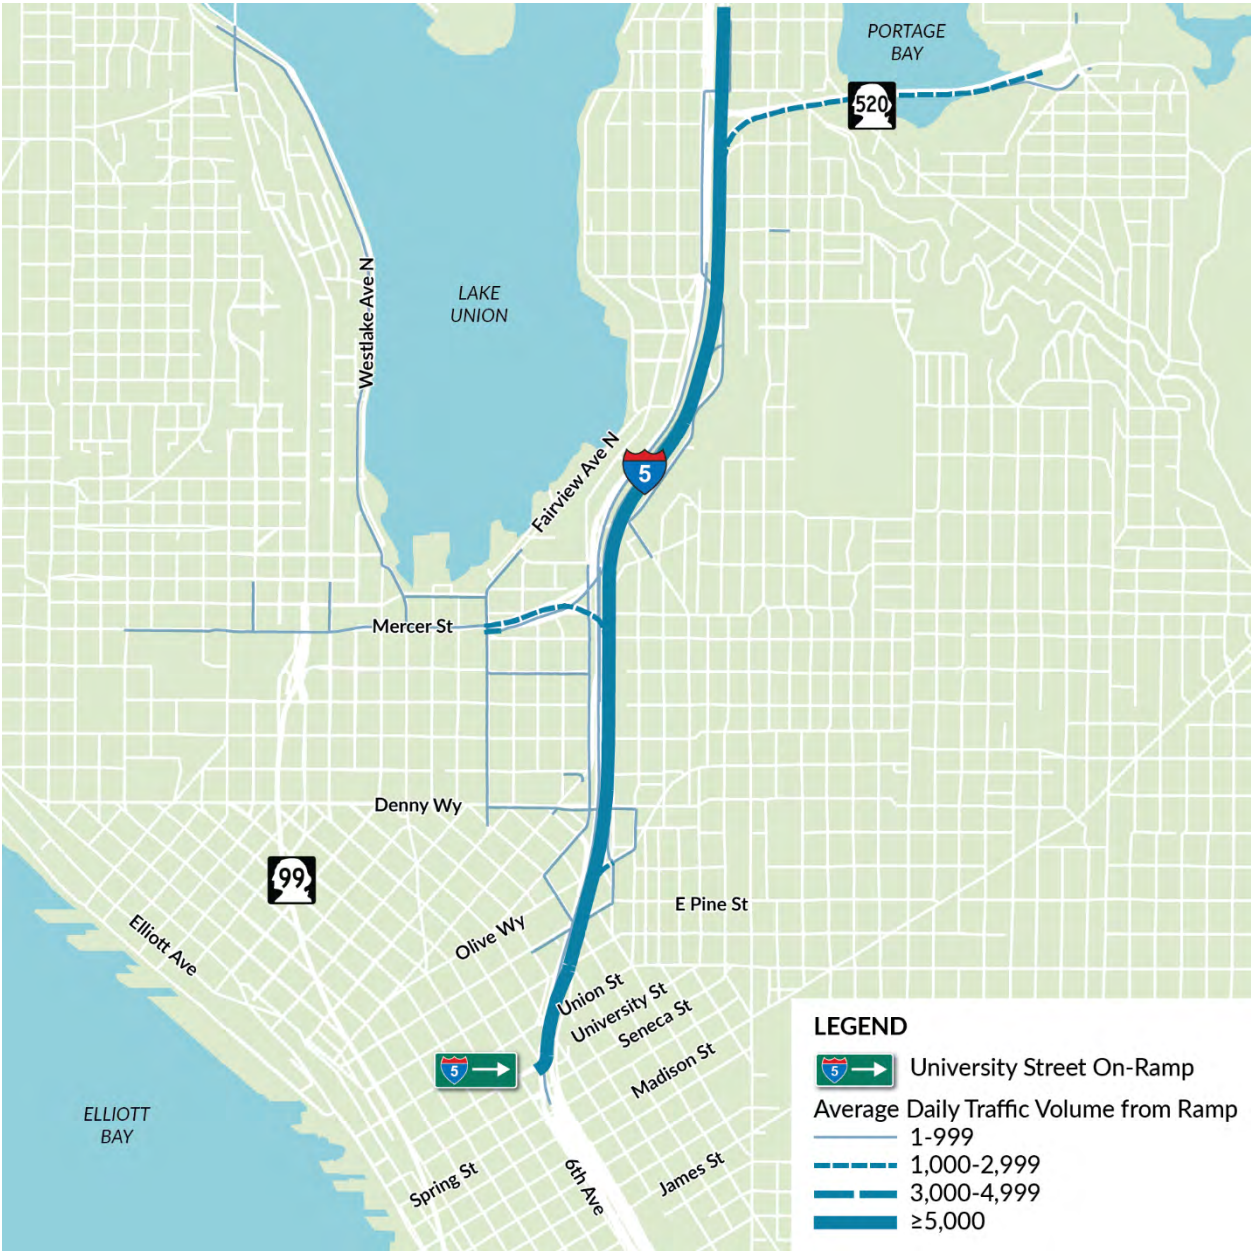 PORTAGE
BAY
520
LAKE
UNION
Westlake Ave N
Fairview Ave N
5
Mercer St
Denny Wy
99
E Pine St
Olive Wy
Elliott Ave
Union St
University St
Seneca St
Madison St
5
ELLIOTT
BAY
Spring St
6th Ave
James St
LEGEND
5
University Street On-Ramp
Average Daily Traffic Volume from Ramp
1-999
1,000-2,999
3,000-4,999
≥5,000